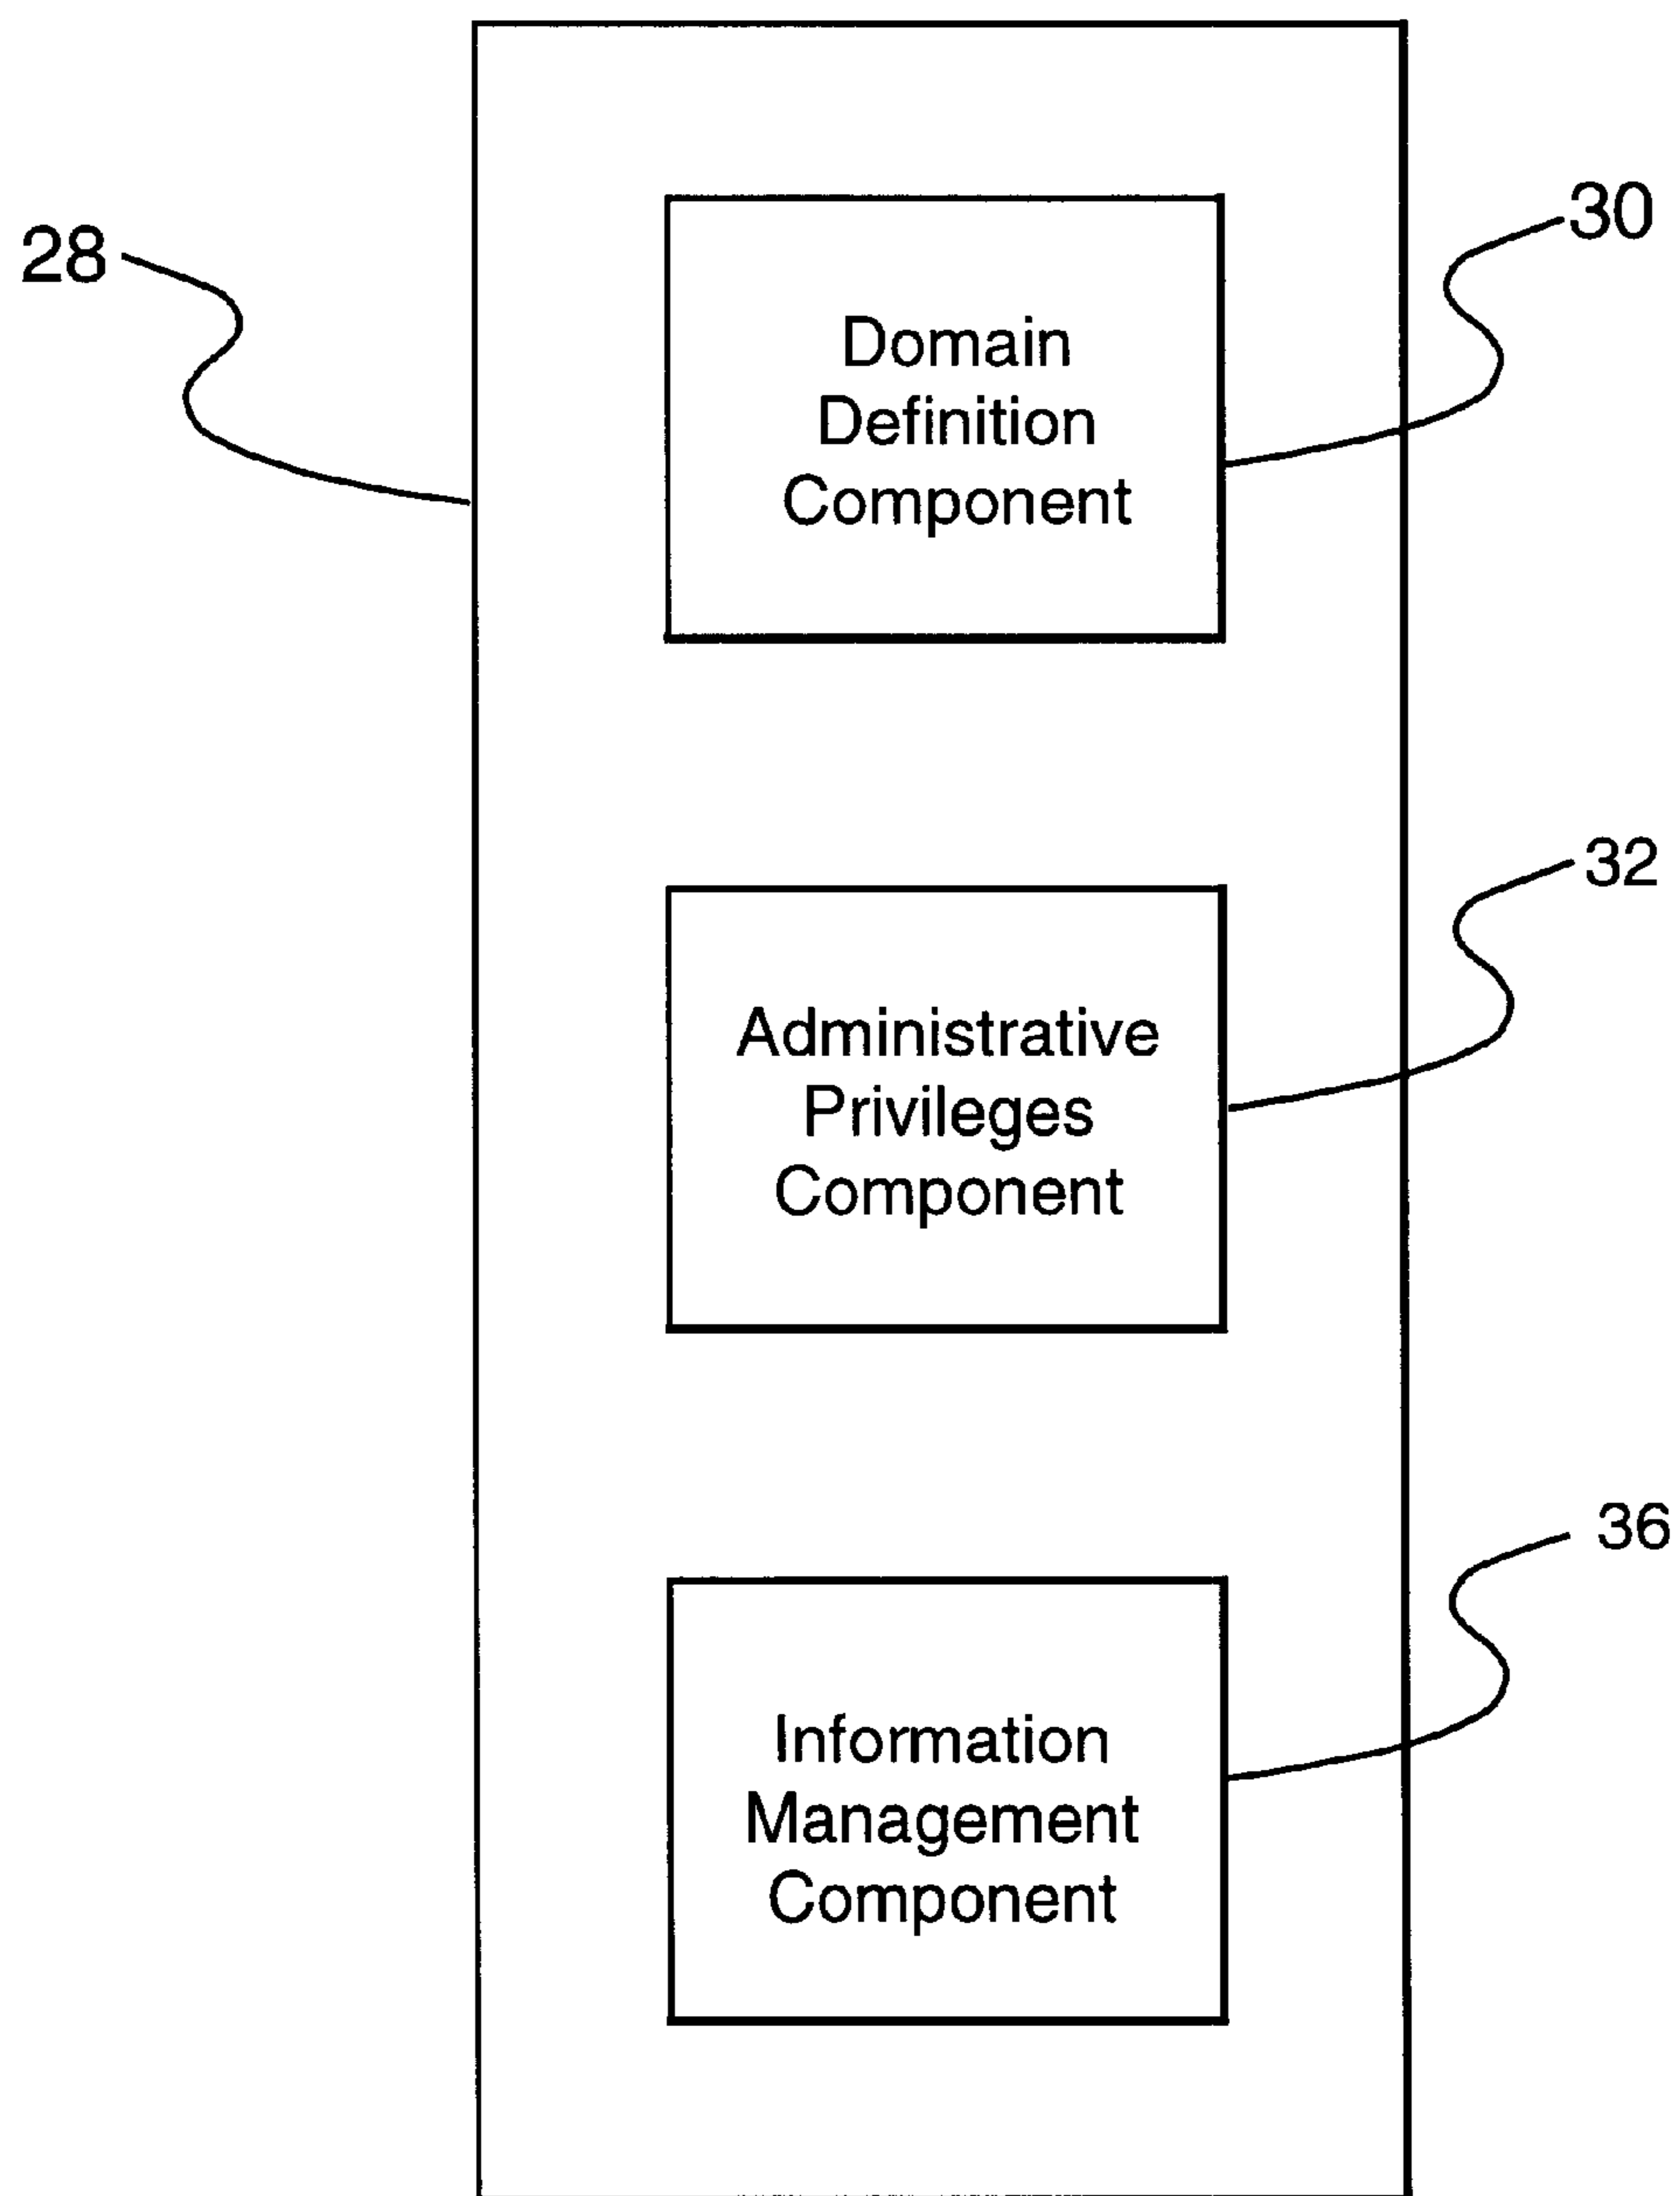 28
30
Domain
Definition
Component
32
Administrative
Privileges
Component
36
Information
Management
Component